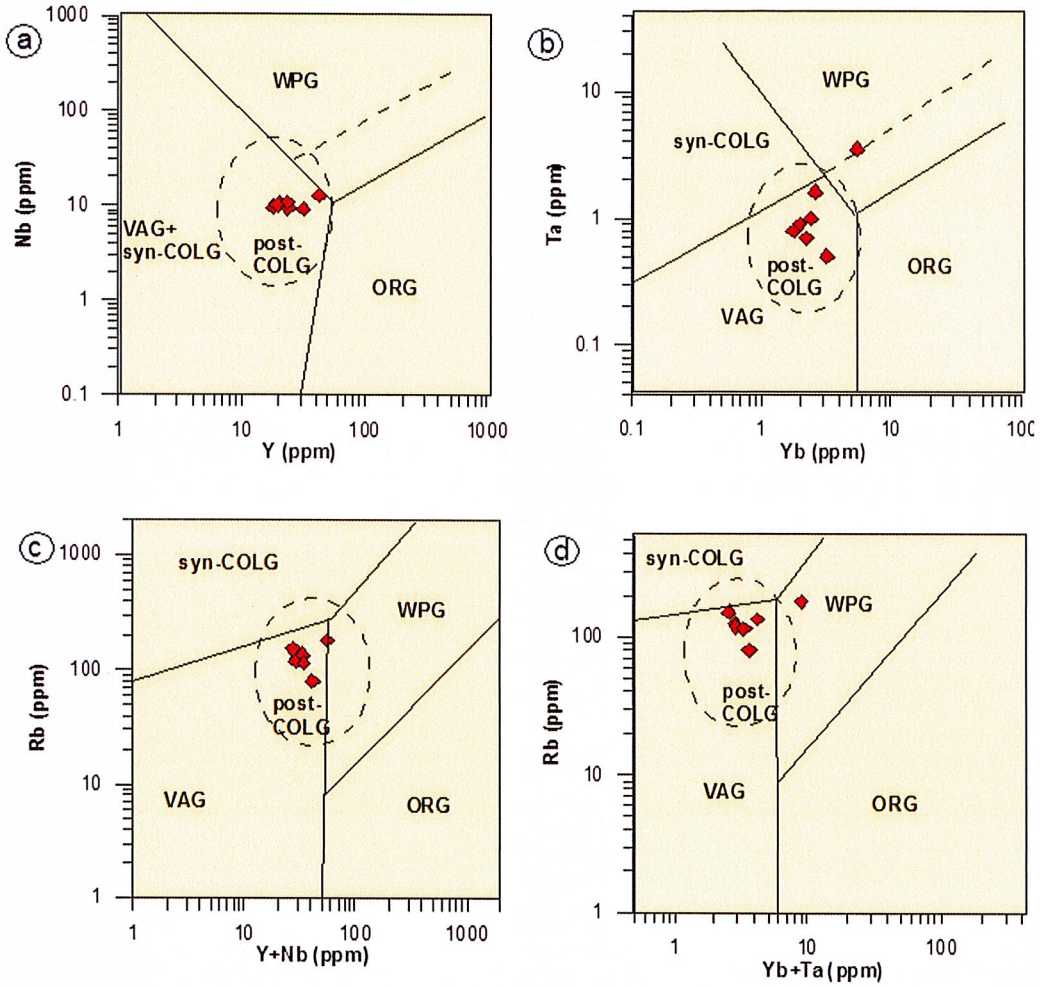 a
1000
100
10
1
0.1
Nb (ppm)
WPG
VAG+
syn-COLG
post-
COLG
ORG
1
10
100
1000
Y (ppm)
b
10
1
0.1
Ta (ppm)
WPG
syn-COLG
post-
COLG
ORG
VAG
0.1
1
10
100
Yb (ppm)
c
1000
100
10
1
Rb (ppm)
syn-COLG
WPG
post-
COLG
VAG
ORG
1
10
100
1000
Y+Nb (ppm)
d
100
10
1
Rb (ppm)
syn-COLG
WPG
post-
COLG
VAG
ORG
1
10
100
Yb+Ta (ppm)